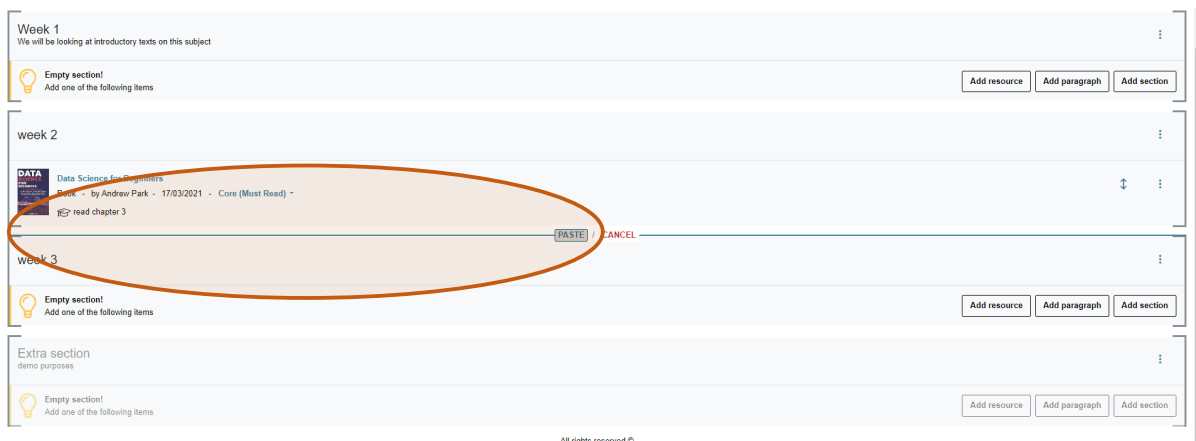 Week 1
We will be looking at introductory texts on this subject
Empty section!
Add one of the following items
Add resource Add paragraph Add section
week 2
DATA
SCIENCE
FOR
BEGINNERS
Data Science for Beginners
Book - by Andrew Park - 17/03/2021 - Core (Must Read)
read chapter 3
PASTE / CANCEL
week 3
Empty section!
Add one of the following items
Add resource Add paragraph Add section
Extra section
demo purposes
Empty section!
Add one of the following items
Add resource Add paragraph Add section
All rights reserved ©